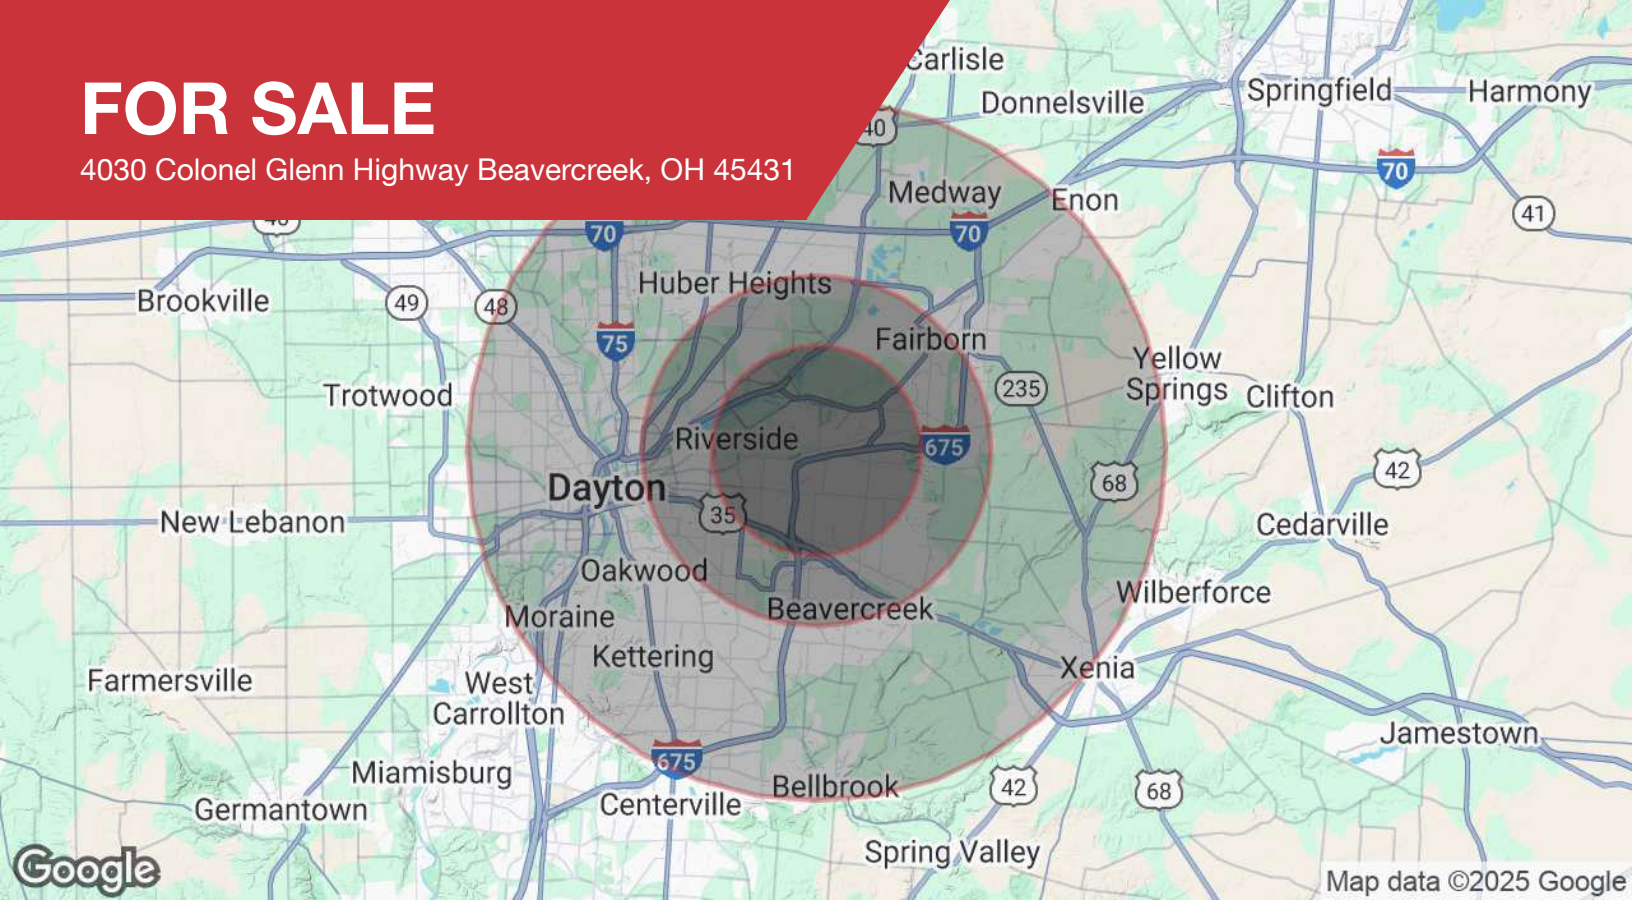 FOR SALE
4030 Colonel Glenn Highway Beavercreek, OH 45431
Carlisle
Donnelsville
Springfield
Harmony
40
70
Medway
Enon
41
70
70
Huber Heights
Brookville
49
48
75
Fairborn
Yellow
Springs
235
Clifton
Trotwood
Riverside
675
Dayton
42
68
35
New Lebanon
Cedarville
Oakwood
Wilberforce
Moraine
Beavercreek
Kettering
Xenia
Farmersville
West
Carrollton
Jamestown
675
Miamisburg
Bellbrook
42
68
Germantown
Centerville
Spring Valley
Google
Map data ©2025 Google